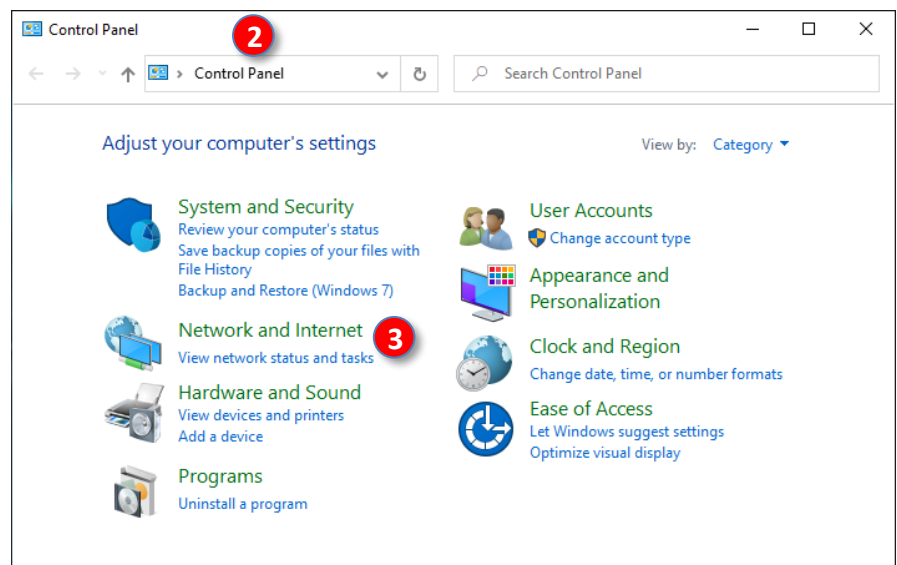 Control Panel
2
Control Panel
Search Control Panel
Adjust your computer's settings
View by: Category
System and Security
Review your computer's status
Save backup copies of your files with
File History
Backup and Restore (Windows 7)
Network and Internet
3
View network status and tasks
Hardware and Sound
View devices and printers
Add a device
Programs
Uninstall a program
User Accounts
Change account type
Appearance and
Personalization
Clock and Region
Change date, time, or number formats
Ease of Access
Let Windows suggest settings
Optimize visual display